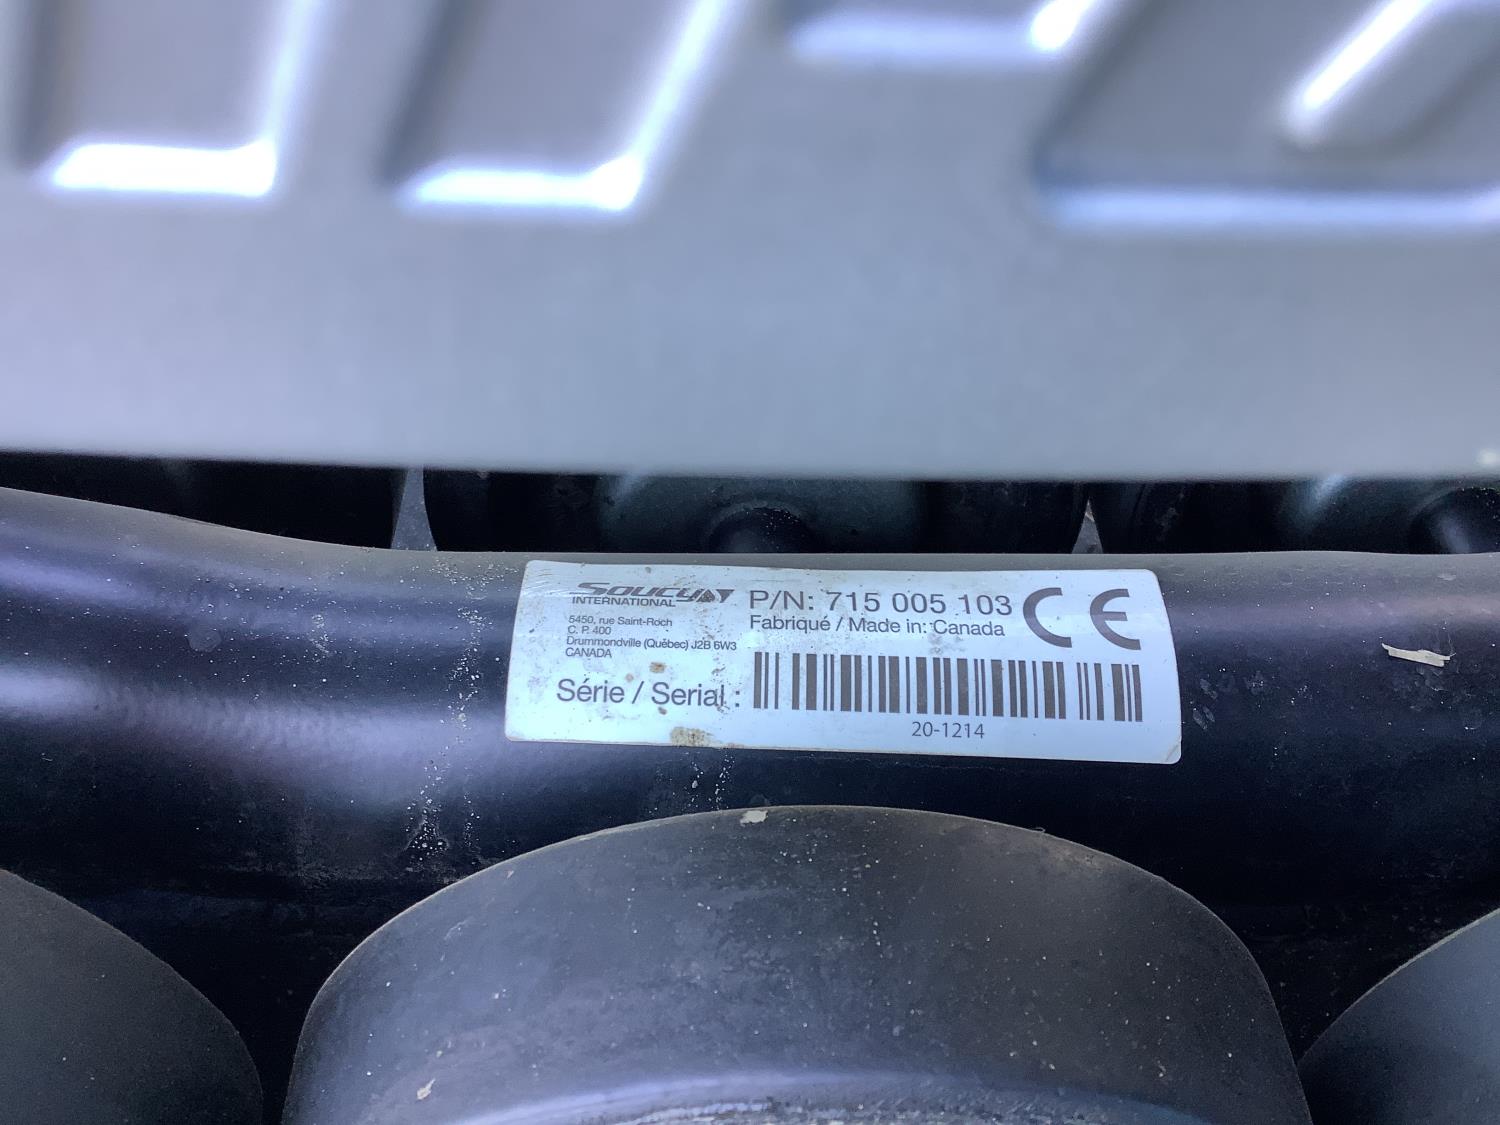 SOUCY
INTERNATIONAL
5450, rue Saint-Roch
C. P. 400
Drummondville (Québec) J2B 6W3
CANADA
P/N: 715 005 103
Fabriqué / Made in: Canada
CE
Série / Serial :
20-1214